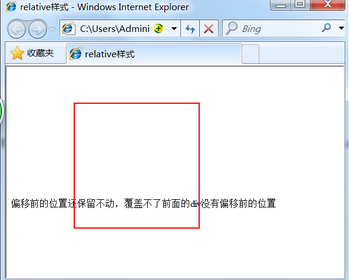 relative样式 - Windows Internet Explorer
C:\Users\Admini
Bing
收藏夹
relative样式
偏移前的位置还保留不动，覆盖不了前面的div没有偏移前的位置